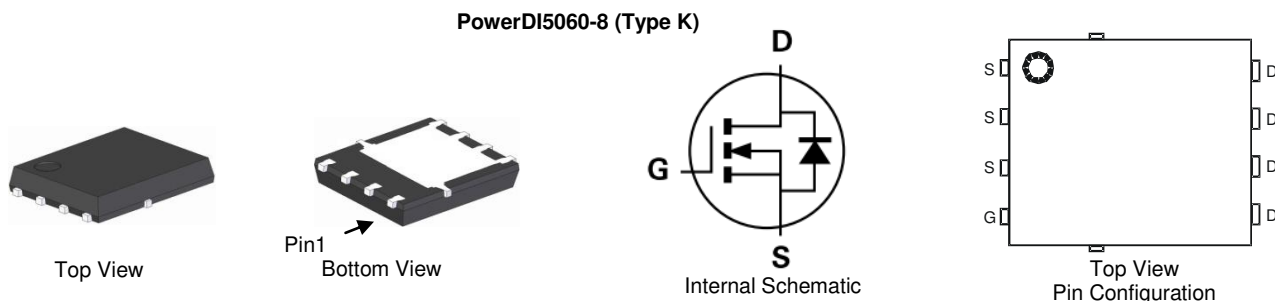 PowerDI5060-8 (Type K)
Top View
Pin1
Bottom View
D
G
S
Internal Schematic
S
D
S
D
S
D
G
D
Top View
Pin Configuration